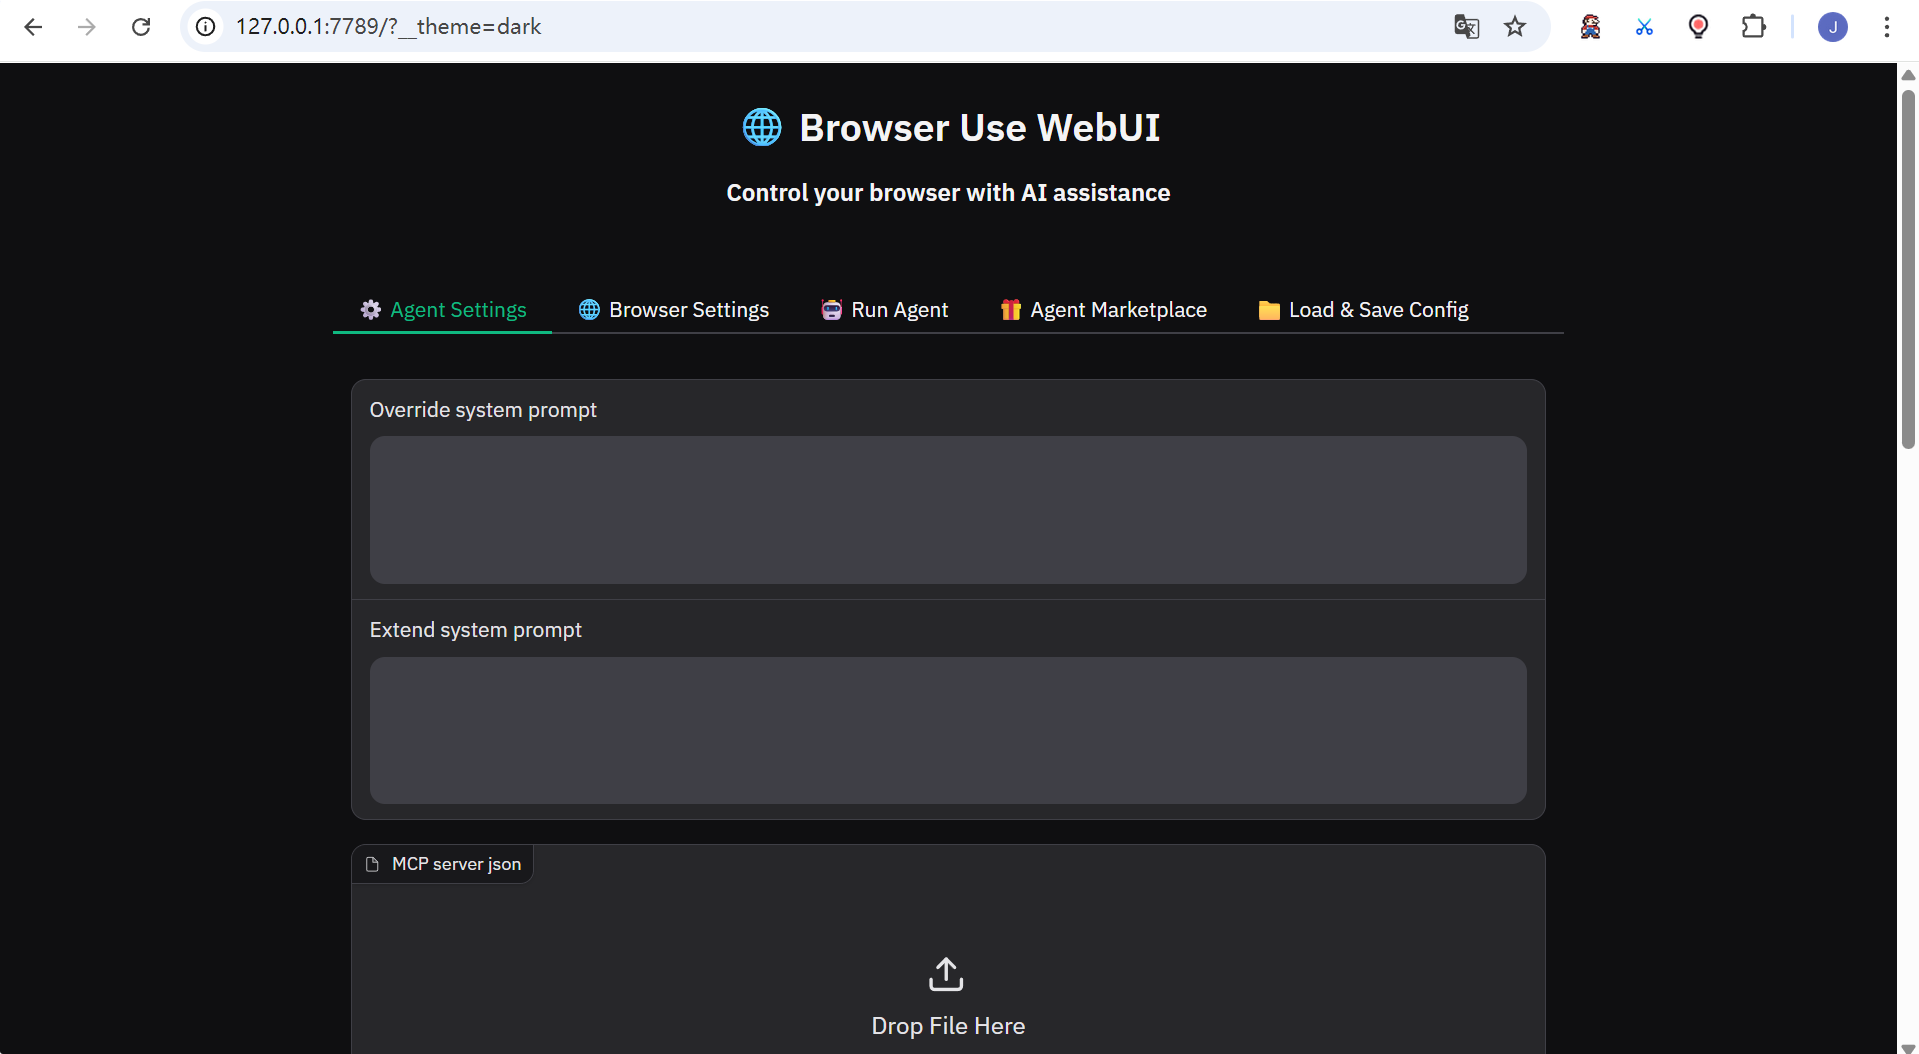 127.0.0.1:7789/?__theme=dark
J
Browser Use WebUI
Control your browser with AI assistance
Agent Settings
Browser Settings
Run Agent
Agent Marketplace
Load & Save Config
Override system prompt
Extend system prompt
MCP server json
Drop File Here